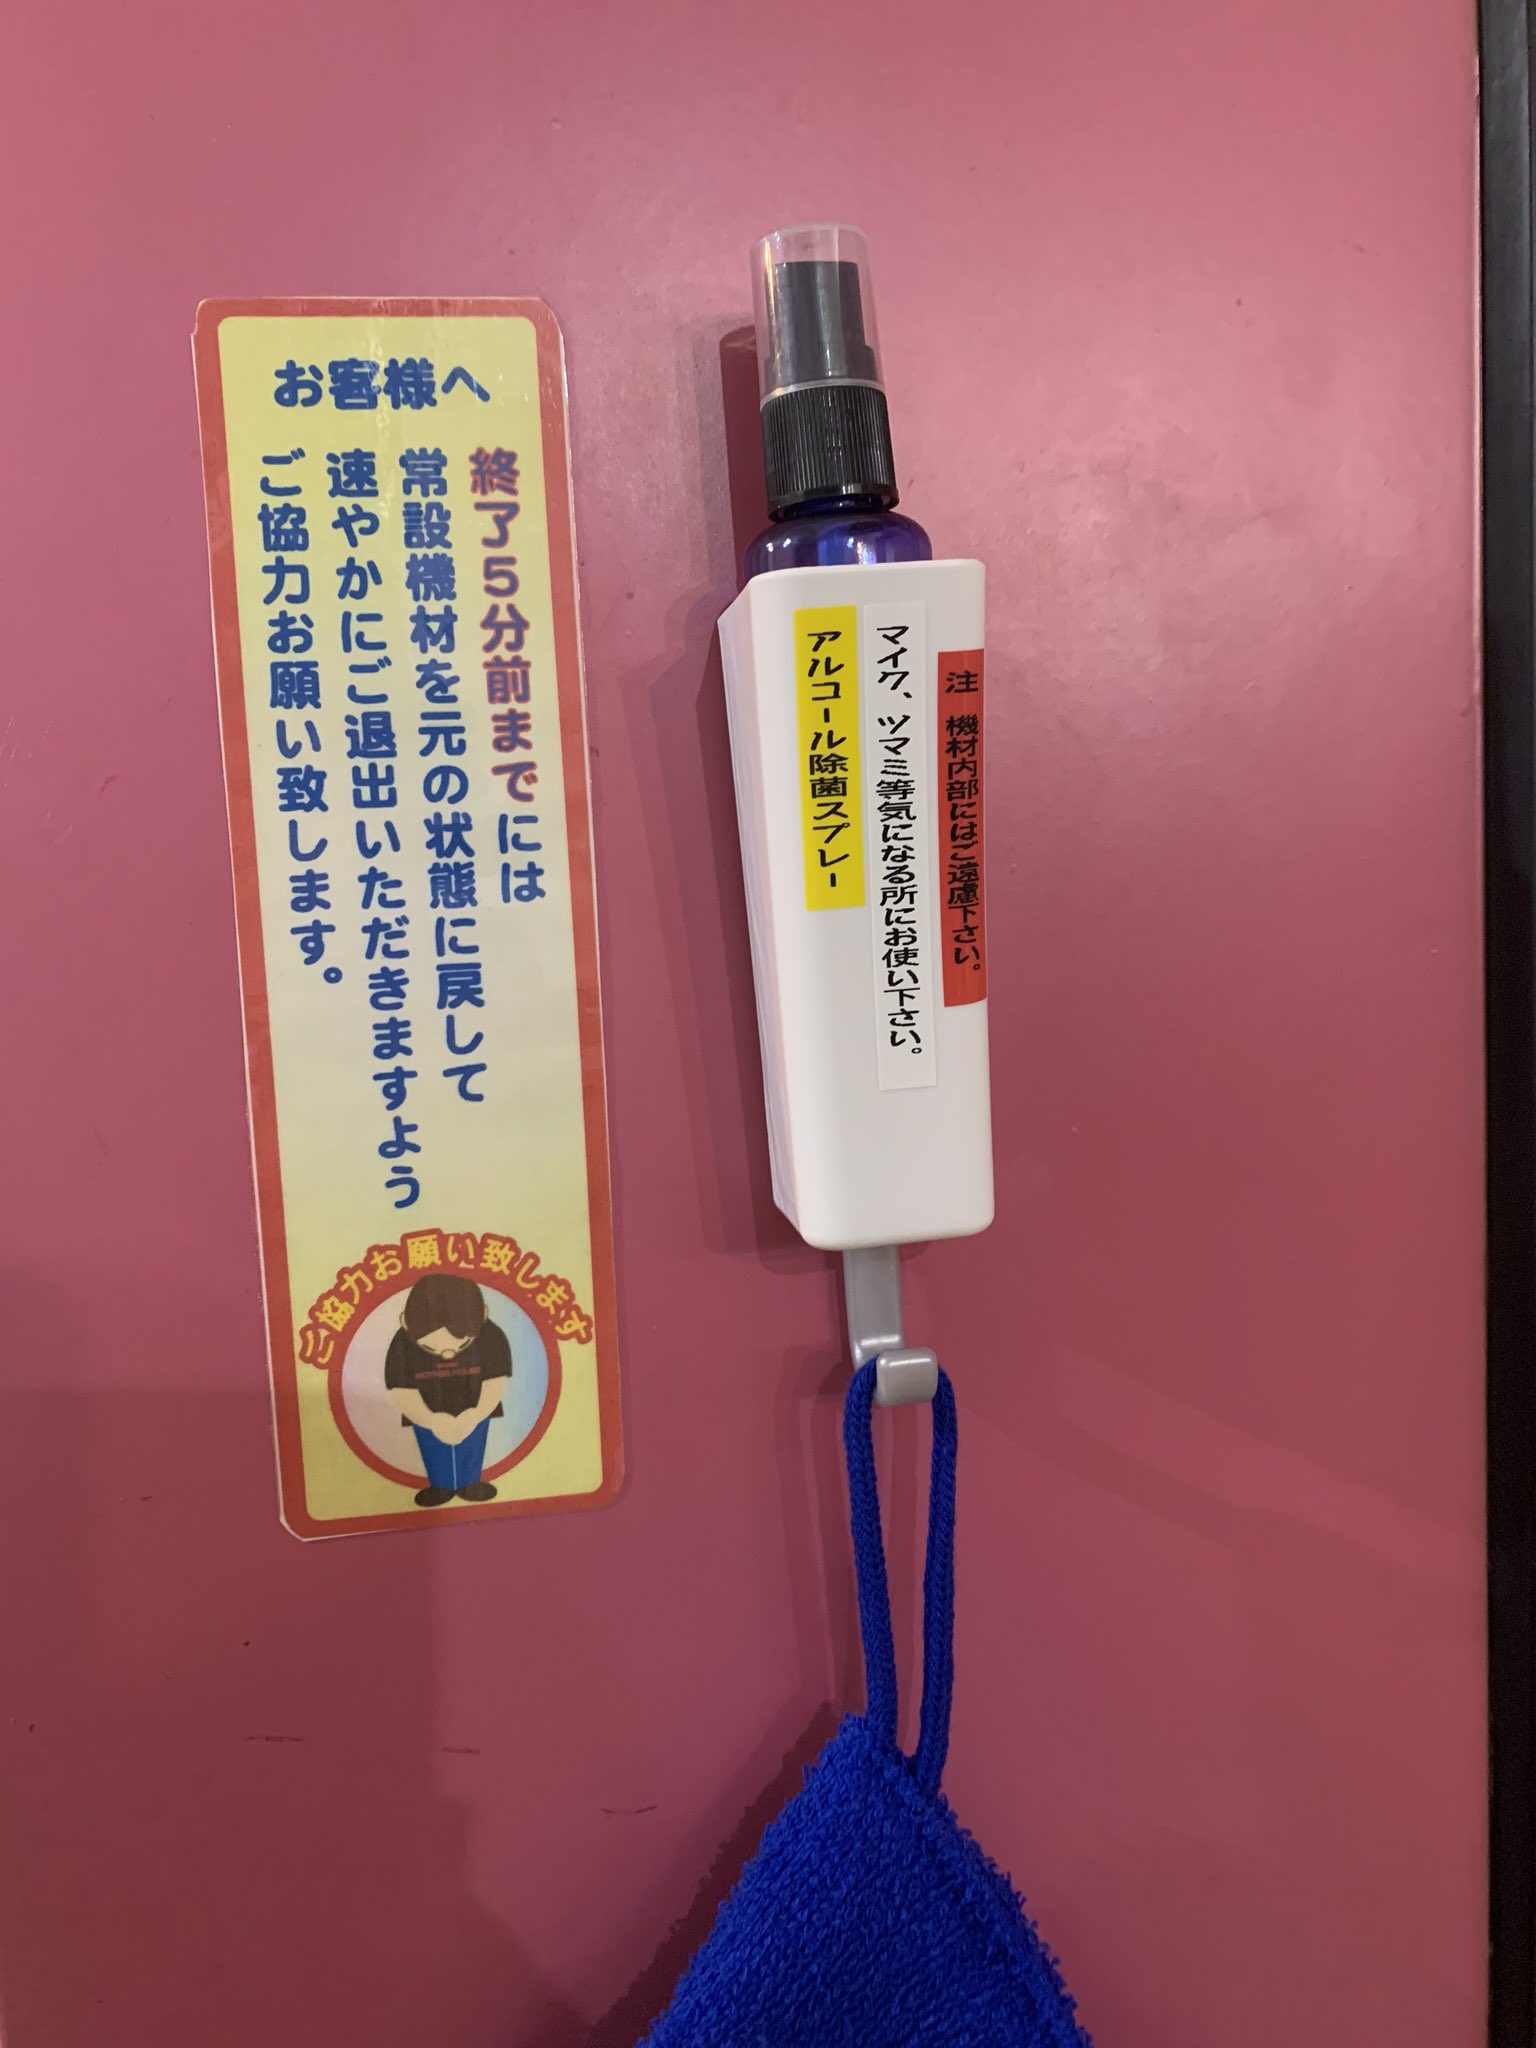 お客様へ
終了5分前までには
常設機材を元の状態に戻して
速やかにご退出いただきますよう
ご協力お願い致します。
ご協力お願い致します
MOTHER HOUSE
注 機材内部にはご遠慮下さい。
マイク、ツマミ等気になる所にお使い下さい。
アルコール除菌スプレー